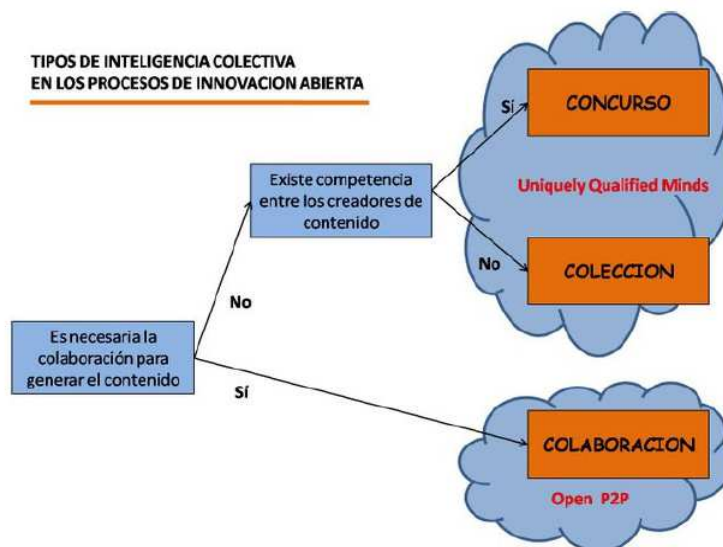 TIPOS DE INTELIGENCIA COLECTIVA
EN LOS PROCESOS DE INNOVACION ABIERTA
Sí
CONCURSO
Existe competencia
entre los creadores de
contenido
Uniquely Qualified Minds
No
COLECCION
No
Es necesaria la
colaboración para
generar el contenido
Sí
COLABORACION
Open P2P